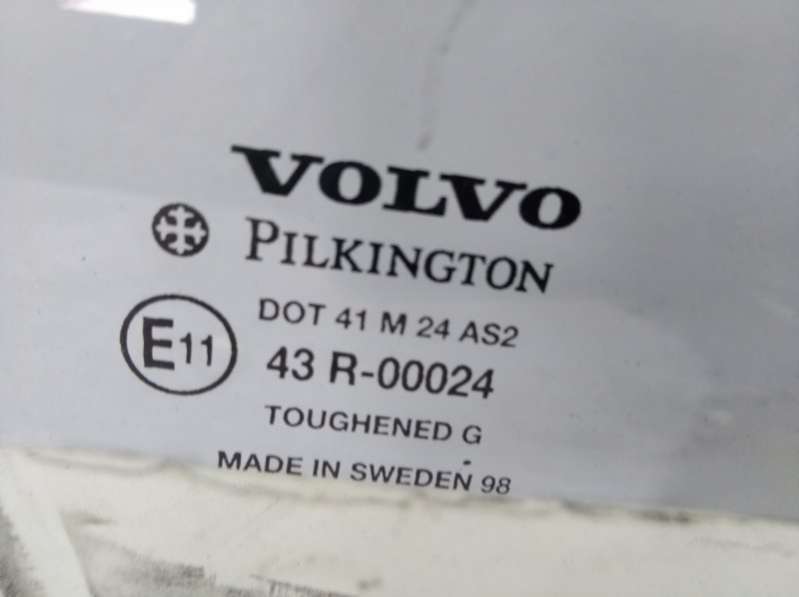 VOLVO
PILKINGTON
DOT 41 M 24 AS2
E11 43 R-00024
TOUGHENED G
MADE IN SWEDEN 98